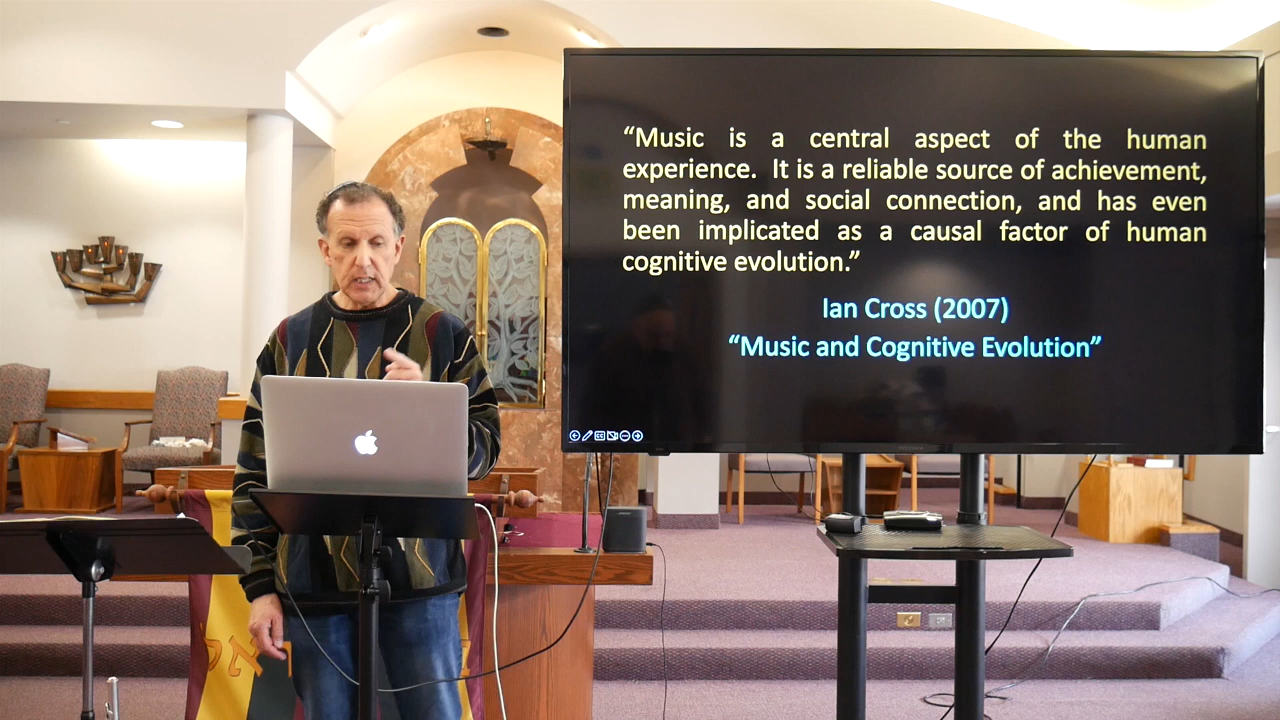 “Music is a central aspect of the human
experience. It is a reliable source of achievement,
meaning, and social connection, and has even
been implicated as a causal factor of human
cognitive evolution.”
Ian Cross (2007)
“Music and Cognitive Evolution”